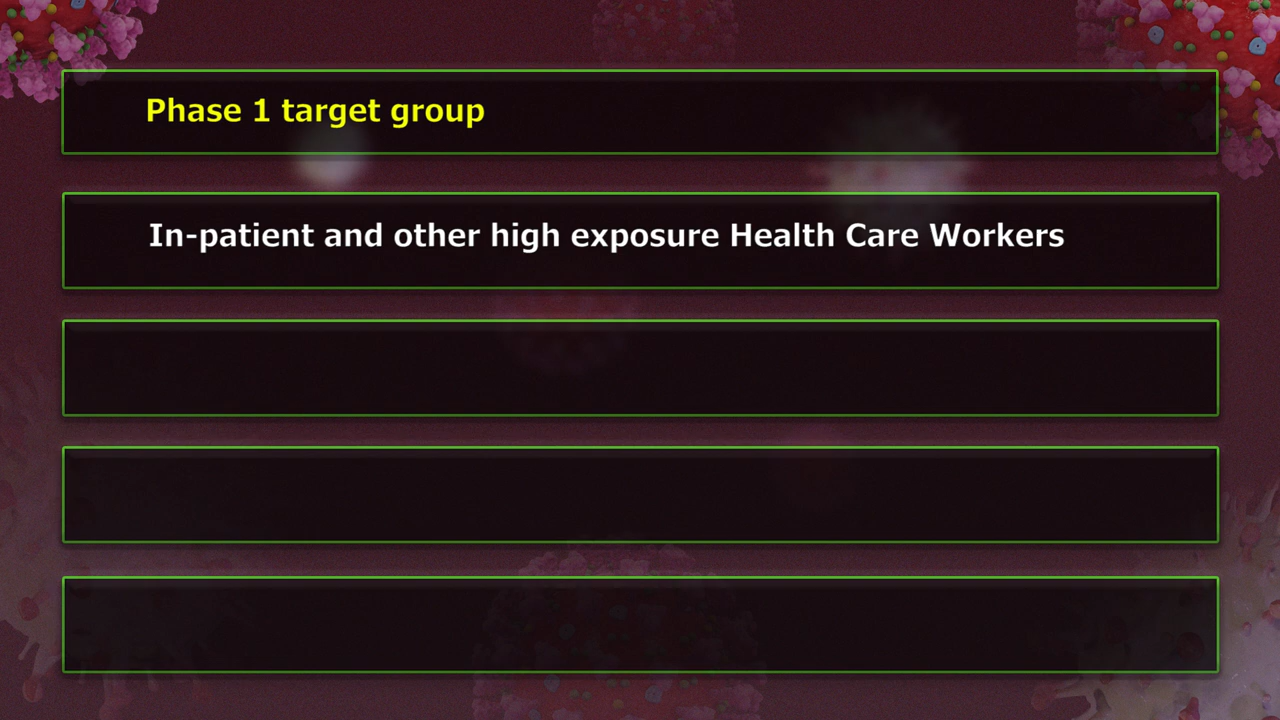 Phase 1 target group
In-patient and other high exposure Health Care Workers